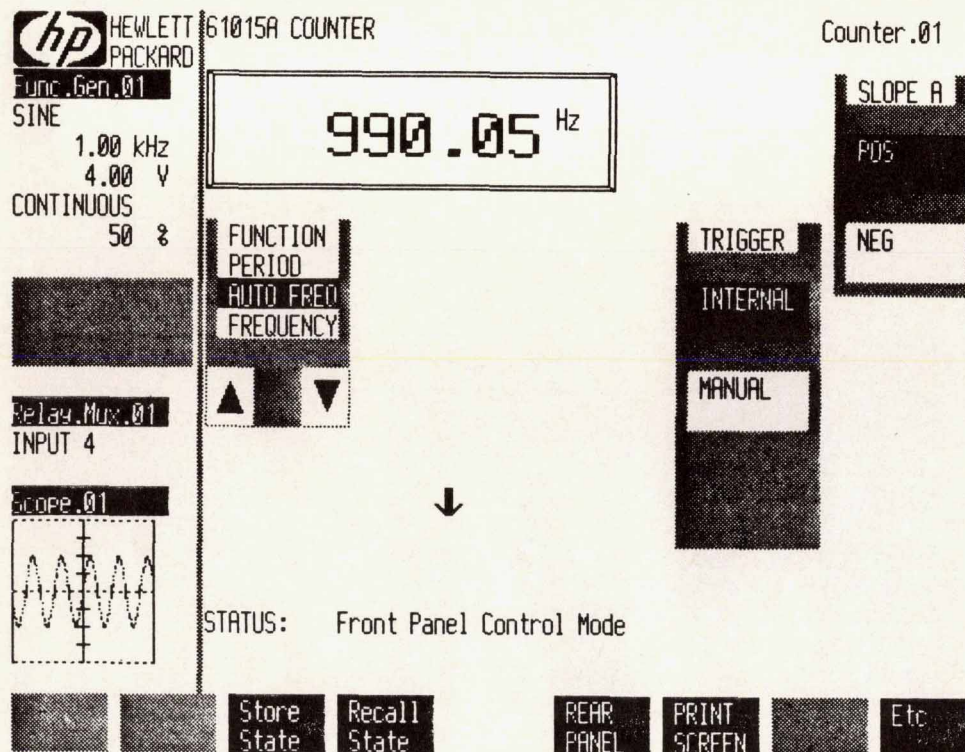 hp HEWLETT PACKARD
61015A COUNTER
Counter.01
Func.Gen.01
SINE
1.00 kHz
4.00 V
CONTINUOUS
50 %
Relay.Mux.01
INPUT 4
Scope.01
990.05 Hz
FUNCTION
PERIOD
AUTO FREQ
FREQUENCY
TRIGGER
INTERNAL
MANUAL
SLOPE A
POS
NEG
STATUS: Front Panel Control Mode
Store State
Recall State
REAR PANEL
PRINT SCREEN
Etc